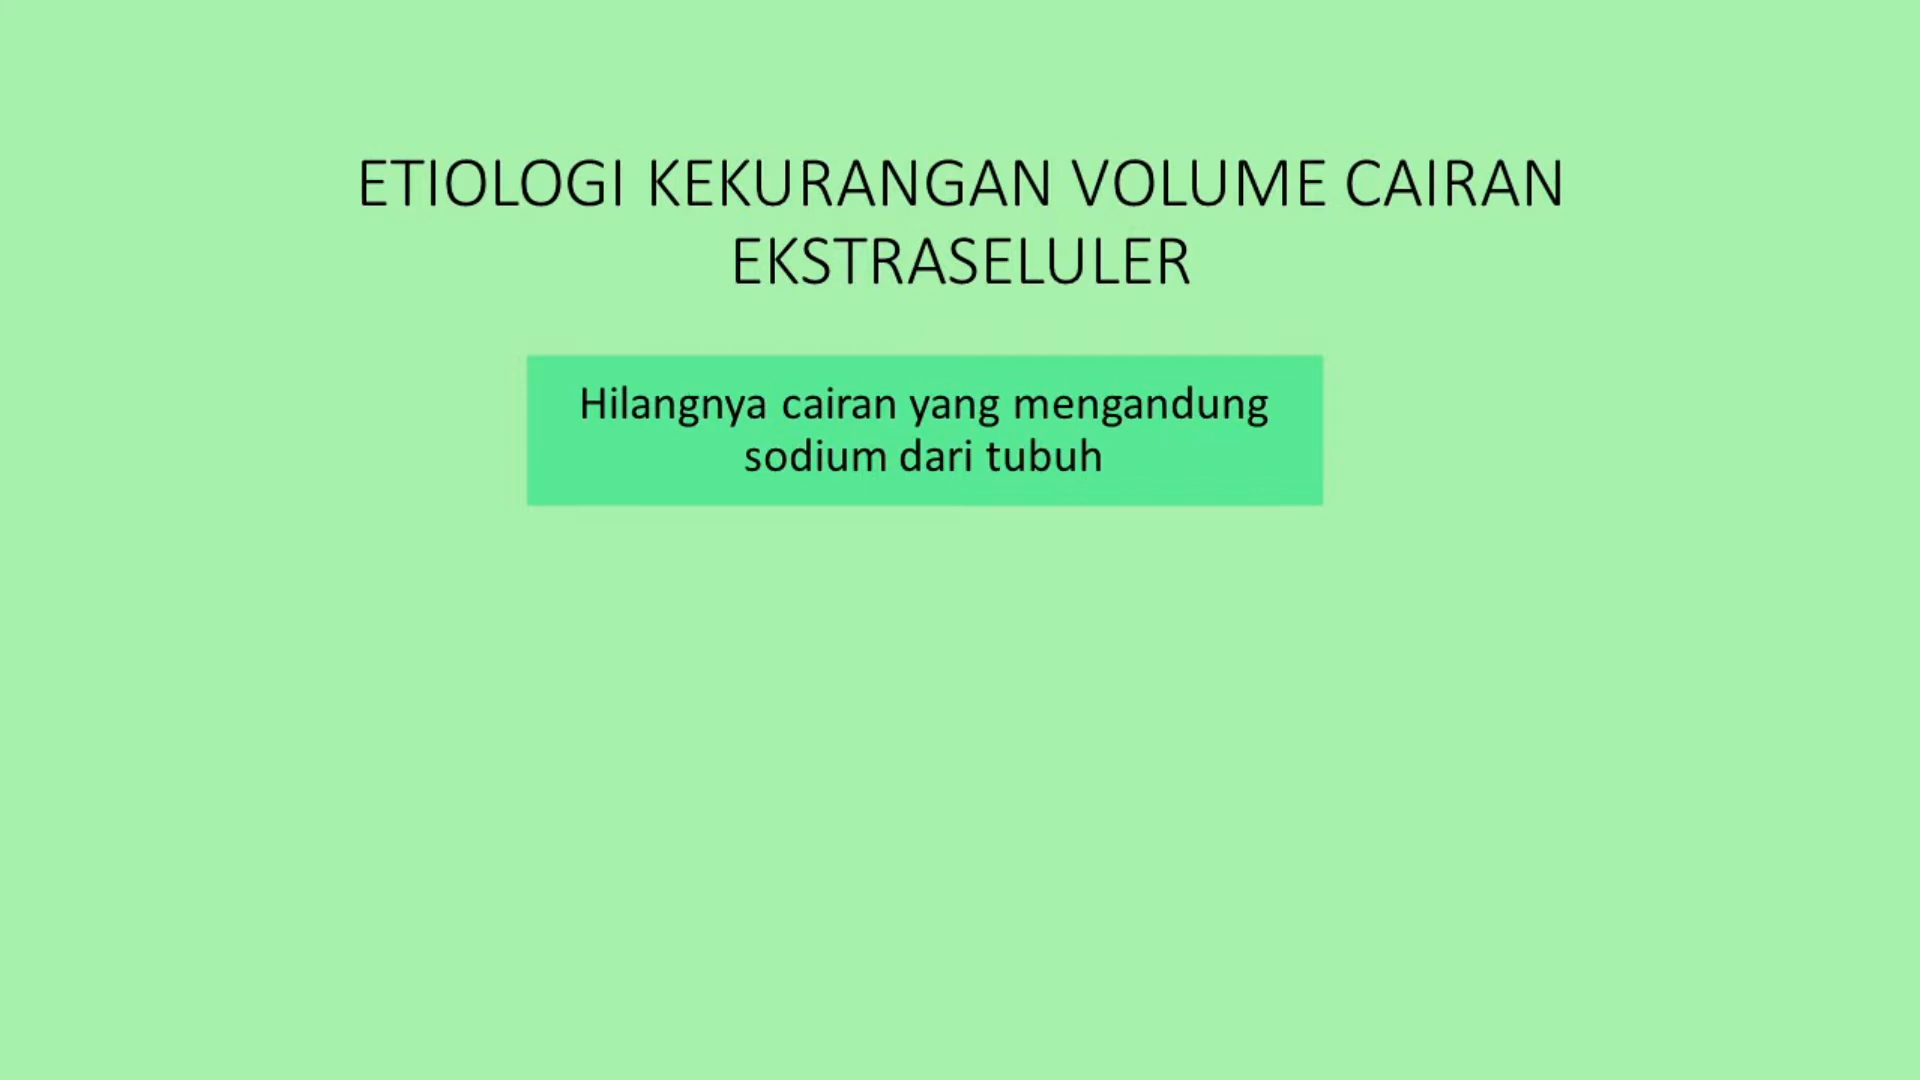 ETIOLOGI KEKURANGAN VOLUME CAIRAN
EKSTRASELULER
Hilangnya cairan yang mengandung
sodium dari tubuh